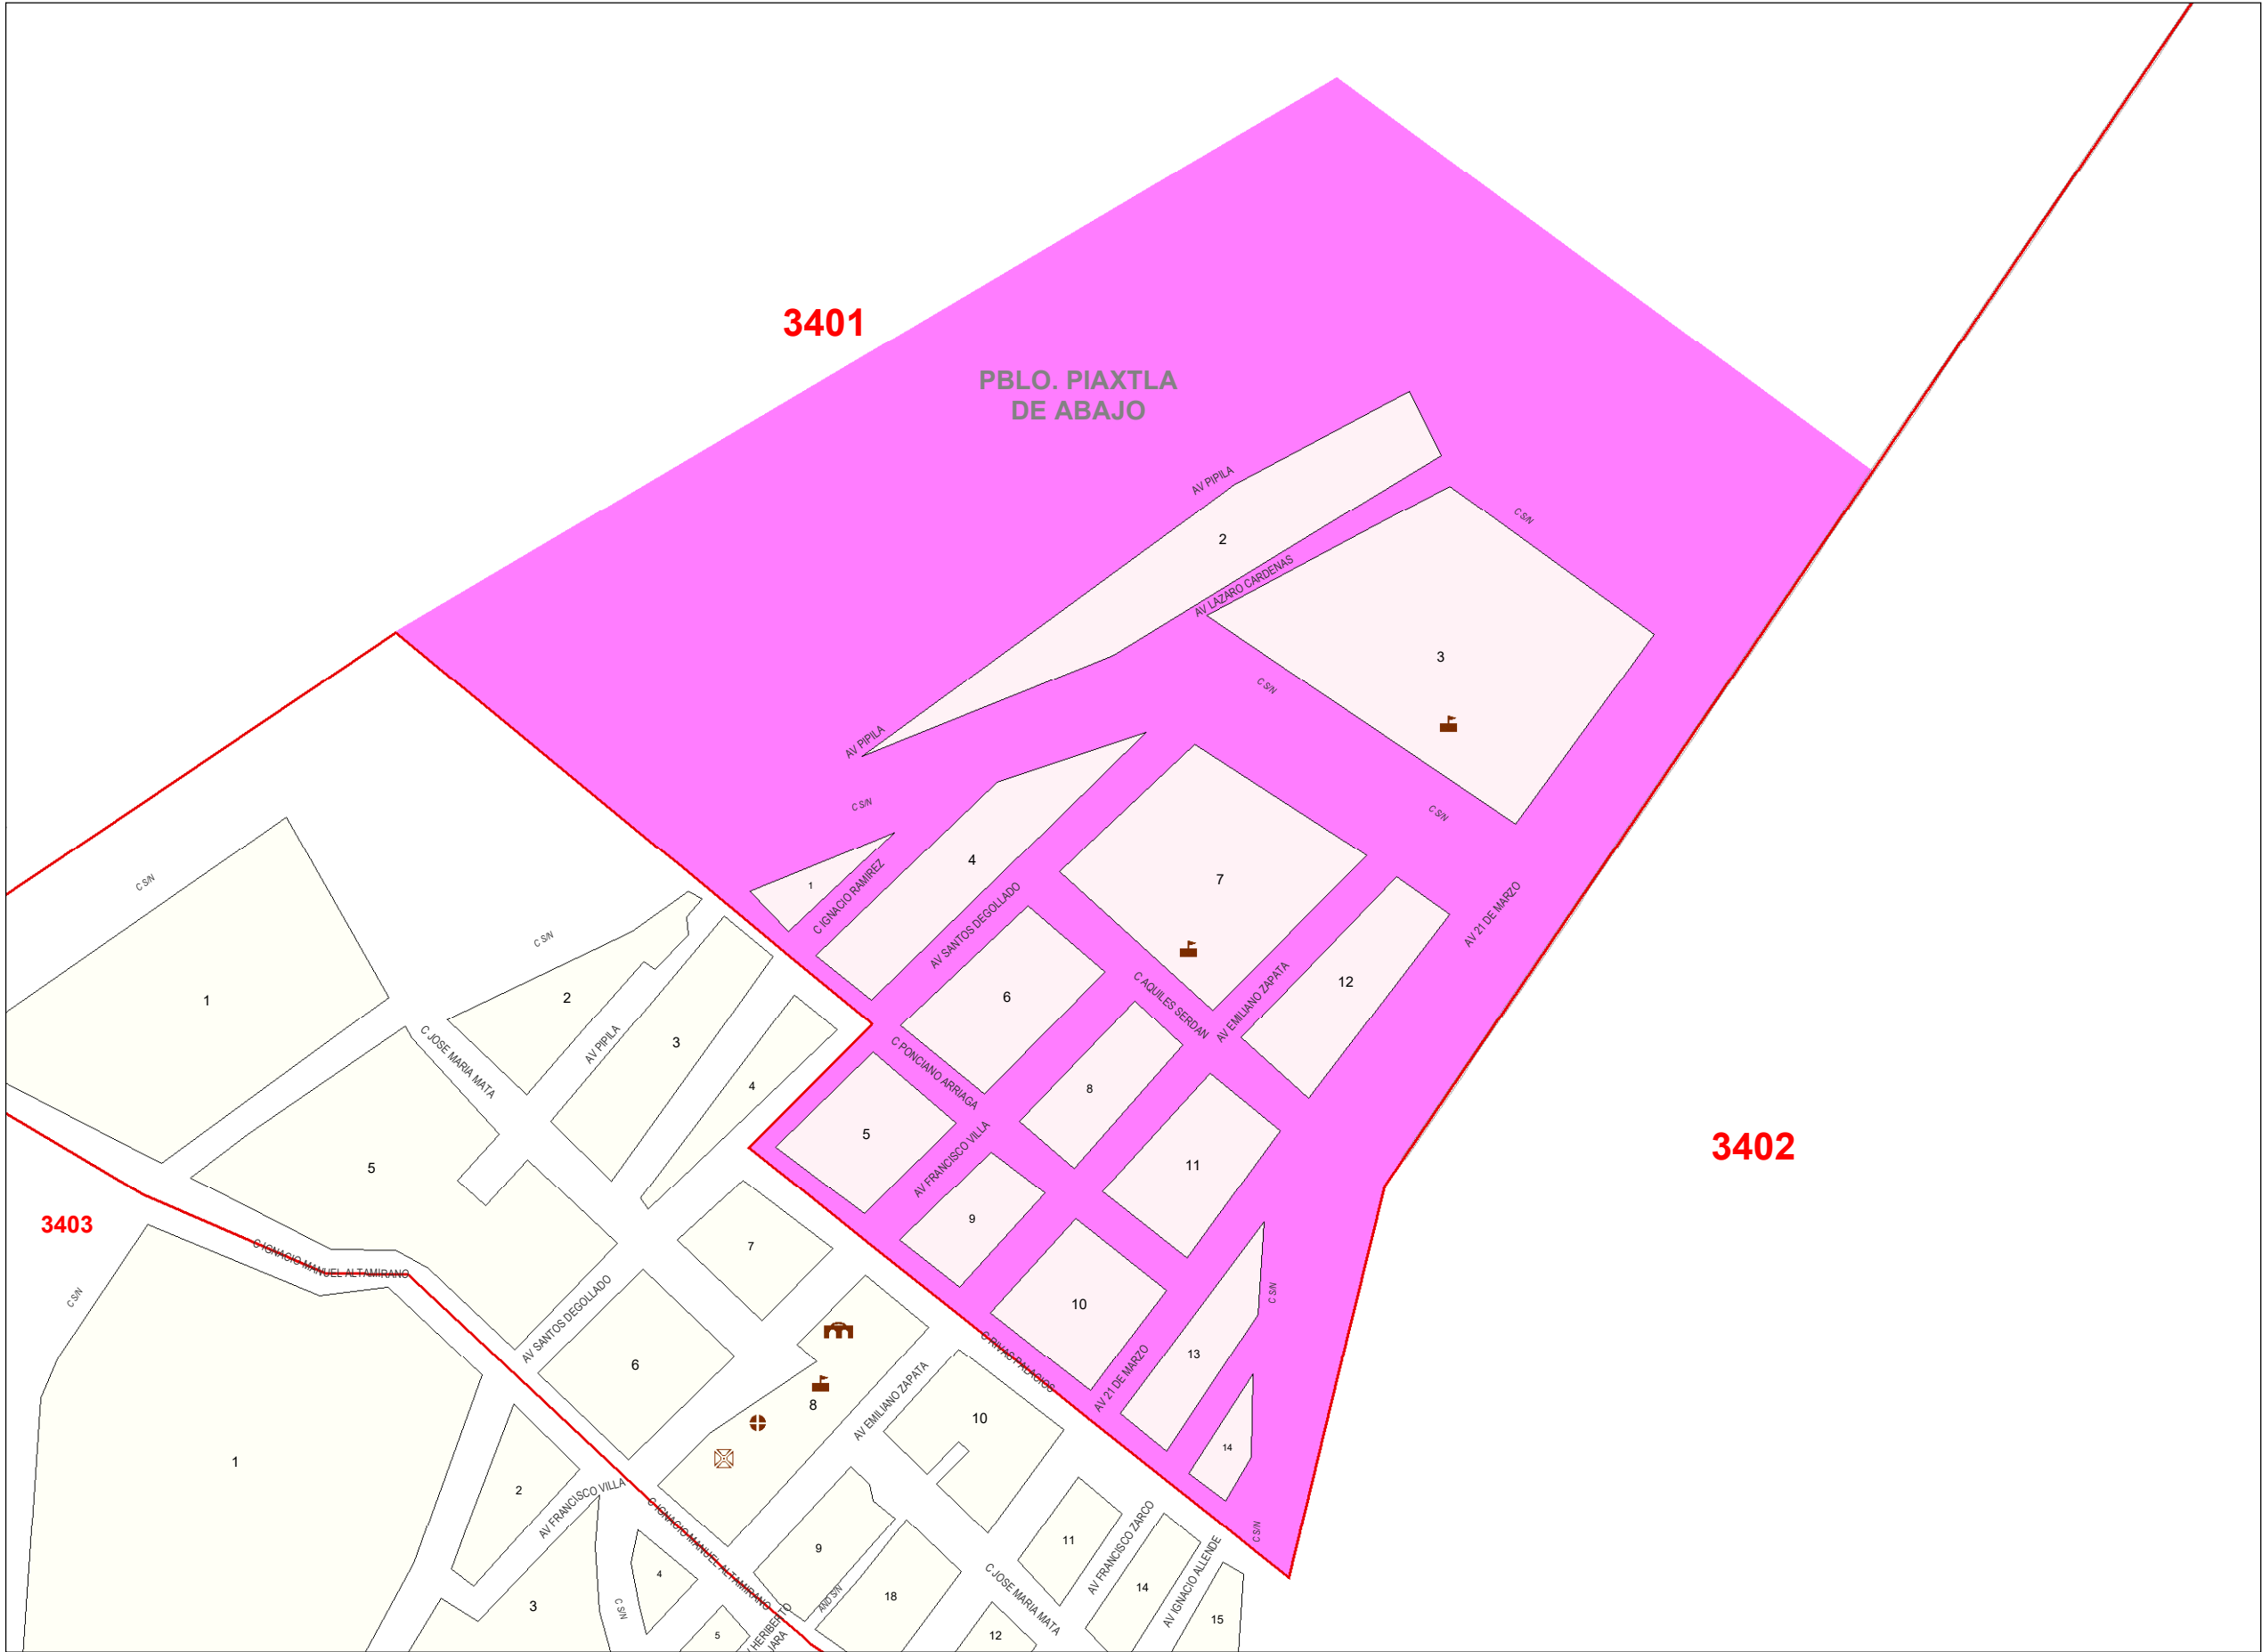 3401
PBLO. PIAXTLA
DE ABAJO
AV PIPILA
C S/N
2
AV LAZARO CARDENAS
3
C S/N
AV PIPILA
C S/N
C S/N
4
1
C IGNACIO RAMIREZ
7
AV SANTOS DEGOLLADO
AV 21 DE MARZO
C S/N
C S/N
1
2
6
12
C AQUILES SERDAN
AV EMILIANO ZAPATA
C JOSE MARIA MATA
AV PIPILA
3
4
C PONCIANO ARRIAGA
8
5
3402
5
AV FRANCISCO VILLA
11
3403
9
7
C IGNACIO MANUEL ALTAMIRANO
C S/N
C S/N
10
AV SANTOS DEGOLLADO
6
C RIVAS PALACIOS
13
AV 21 DE MARZO
8
AV EMILIANO ZAPATA
10
14
1
2
AV FRANCISCO VILLA
C IGNACIO MANUEL ALTAMIRANO
C S/N
9
11
AV FRANCISCO ZARCO
AV IGNACIO ALLENDE
4
C JOSE MARIA MATA
14
AND S/N
18
3
C S/N
15
5
HERIBERTO
JARA
12